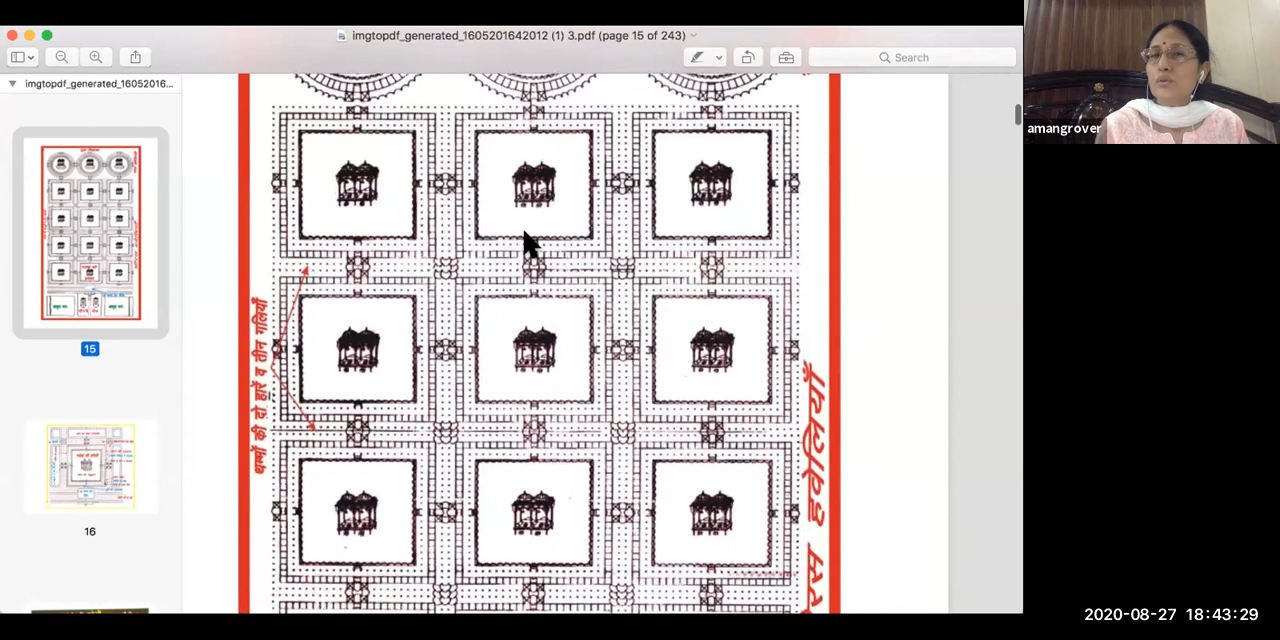 imgtopdf_generated_1605201642012 (1) 3.pdf (page 15 of 243)
Search
imgtopdf_generated_16052016...
amangrover
15
16
थम्भों की दो हारें व तीन गलियाँ
हवेलियाँ
2020-08-27 18:43:29